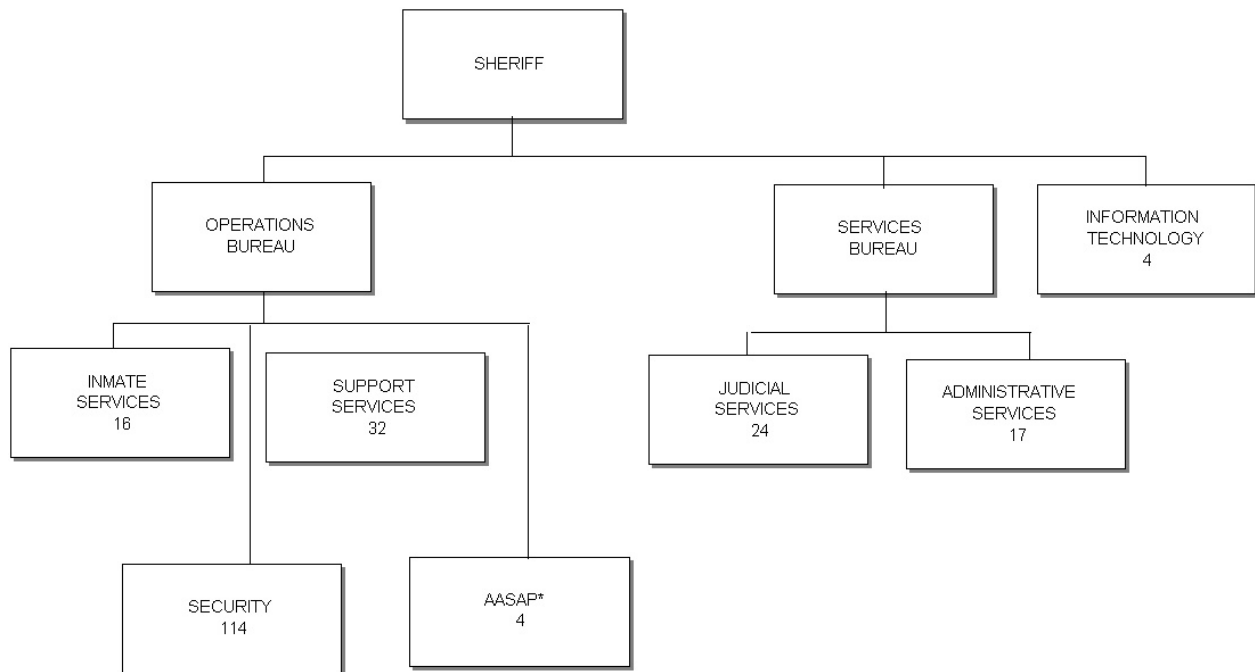 SHERIFF
OPERATIONS
BUREAU
SERVICES
BUREAU
INFORMATION
TECHNOLOGY
4
INMATE
SERVICES
16
SUPPORT
SERVICES
32
JUDICIAL
SERVICES
24
ADMINISTRATIVE
SERVICES
17
SECURITY
114
AASAP*
4